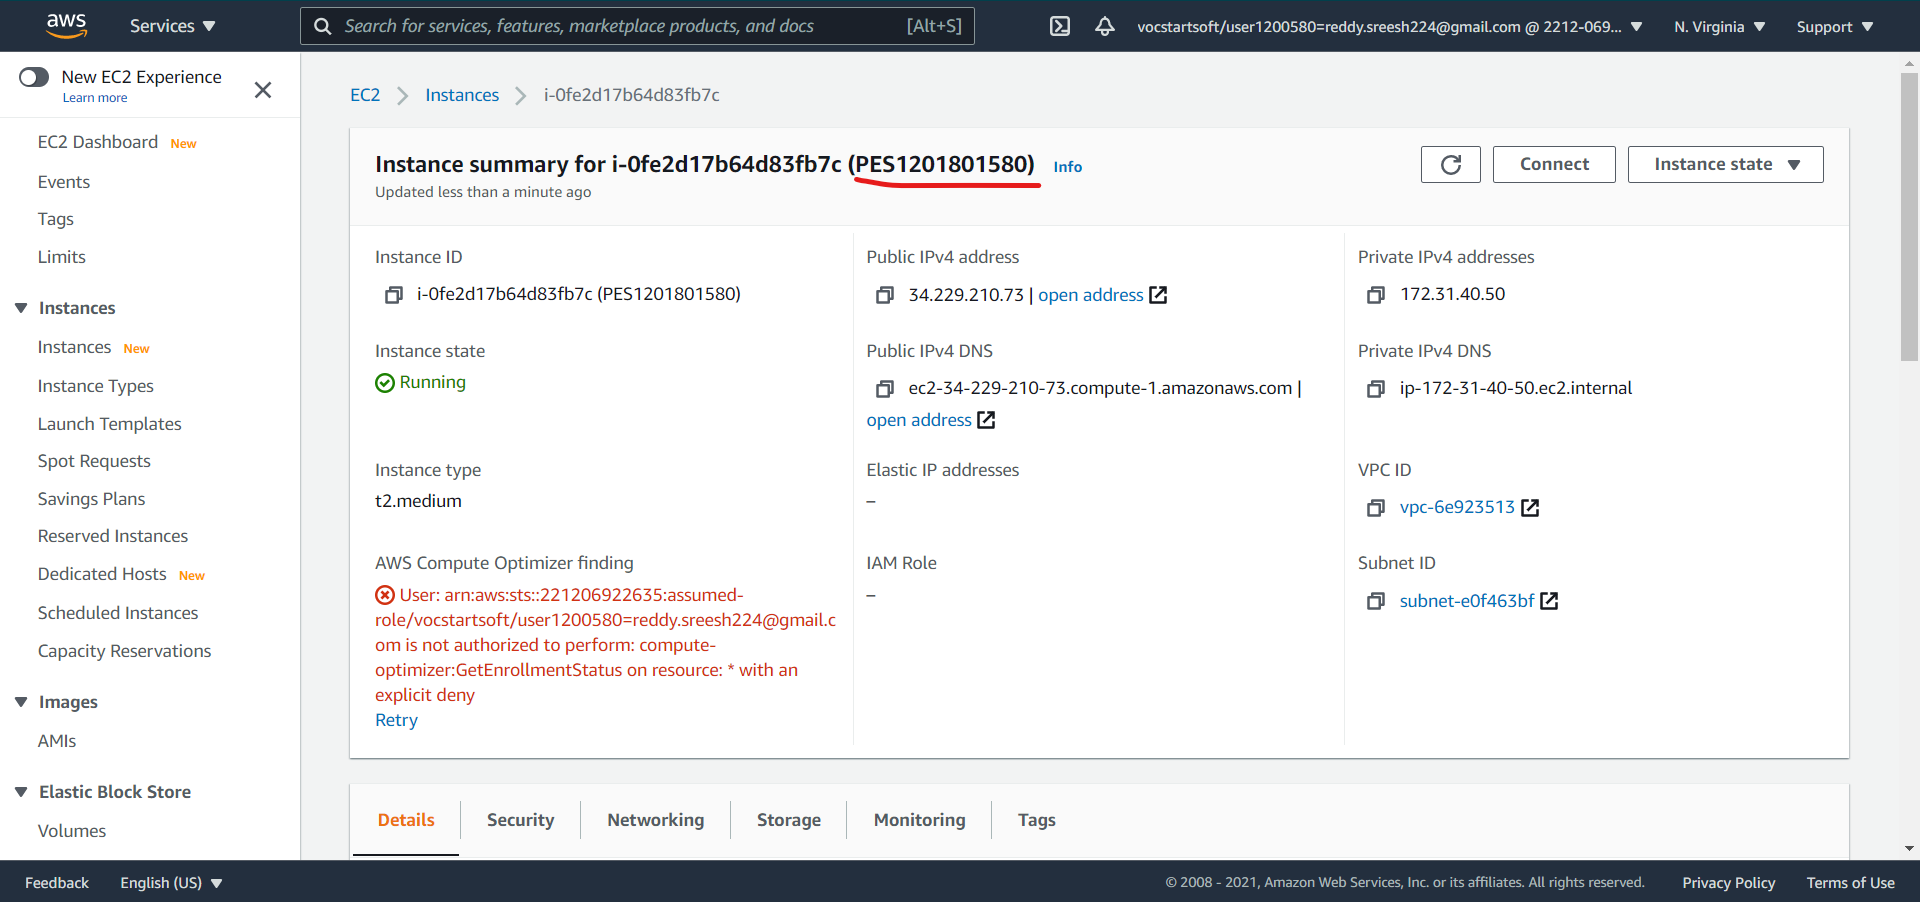 aws
Services
Search for services, features, marketplace products, and docs [Alt+S]
vocstartsoft/user1200580=reddy.sreesh224@gmail.com @ 2212-069...
N. Virginia
Support
New EC2 Experience
Learn more
EC2 Dashboard New
Events
Tags
Limits
Instances
Instances New
Instance Types
Launch Templates
Spot Requests
Savings Plans
Reserved Instances
Dedicated Hosts New
Scheduled Instances
Capacity Reservations
Images
AMIs
Elastic Block Store
Volumes
EC2 > Instances > i-0fe2d17b64d83fb7c
Instance summary for i-0fe2d17b64d83fb7c (PES1201801580) Info
Updated less than a minute ago
Connect
Instance state
Instance ID
i-0fe2d17b64d83fb7c (PES1201801580)
Public IPv4 address
34.229.210.73 | open address
Private IPv4 addresses
172.31.40.50
Instance state
Running
Public IPv4 DNS
ec2-34-229-210-73.compute-1.amazonaws.com |
open address
Private IPv4 DNS
ip-172-31-40-50.ec2.internal
Instance type
t2.medium
Elastic IP addresses
–
VPC ID
vpc-6e923513
AWS Compute Optimizer finding
User: arn:aws:sts::221206922635:assumed-
role/vocstartsoft/user1200580=reddy.sreesh224@gmail.c
om is not authorized to perform: compute-
optimizer:GetEnrollmentStatus on resource: * with an
explicit deny
Retry
IAM Role
–
Subnet ID
subnet-e0f463bf
Details
Security
Networking
Storage
Monitoring
Tags
Feedback
English (US)
© 2008 - 2021, Amazon Web Services, Inc. or its affiliates. All rights reserved.
Privacy Policy
Terms of Use